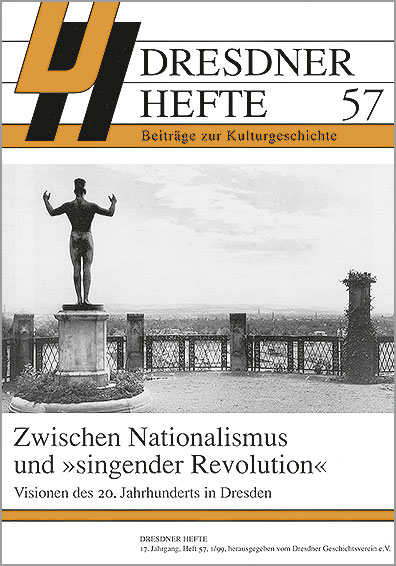 DRESDNER
HEFTE 57
Beiträge zur Kulturgeschichte
Zwischen Nationalismus
und »singender Revolution«
Visionen des 20. Jahrhunderts in Dresden
DRESDNER HEFTE
17. Jahrgang, Heft 57, 1/99, herausgegeben vom Dresdner Geschichtsverein e.V.